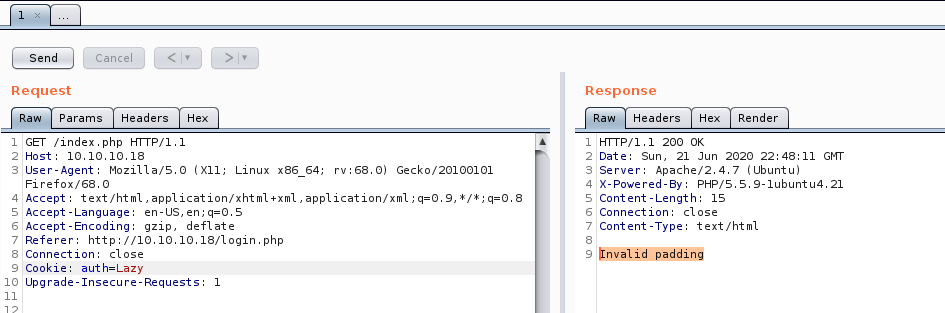 1 × ...
Send Cancel < | ▾ > | ▾
Request
Raw Params Headers Hex
1 GET /index.php HTTP/1.1
2 Host: 10.10.10.18
3 User-Agent: Mozilla/5.0 (X11; Linux x86_64; rv:68.0) Gecko/20100101
Firefox/68.0
4 Accept: text/html,application/xhtml+xml,application/xml;q=0.9,*/*;q=0.8
5 Accept-Language: en-US,en;q=0.5
6 Accept-Encoding: gzip, deflate
7 Referer: http://10.10.10.18/login.php
8 Connection: close
9 Cookie: auth=Lazy
10 Upgrade-Insecure-Requests: 1
11
12
Response
Raw Headers Hex Render
1 HTTP/1.1 200 OK
2 Date: Sun, 21 Jun 2020 22:48:11 GMT
3 Server: Apache/2.4.7 (Ubuntu)
4 X-Powered-By: PHP/5.5.9-1ubuntu4.21
5 Content-Length: 15
6 Connection: close
7 Content-Type: text/html
8
9 Invalid padding